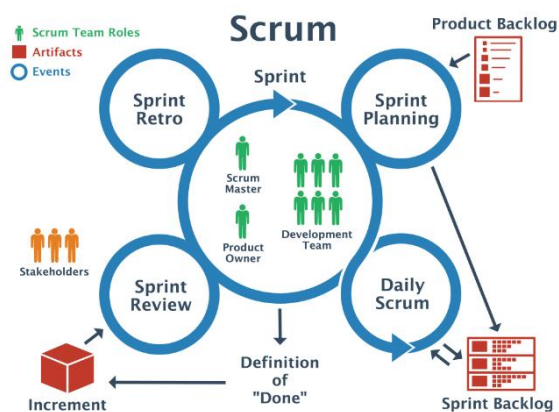 Scrum
Scrum Team Roles
Artifacts
Events
Product Backlog
Sprint
Sprint
Retro
Sprint
Planning
Scrum
Master
Product
Owner
Development
Team
Stakeholders
Sprint
Review
Daily
Scrum
Increment
Definition
of
"Done"
Sprint Backlog